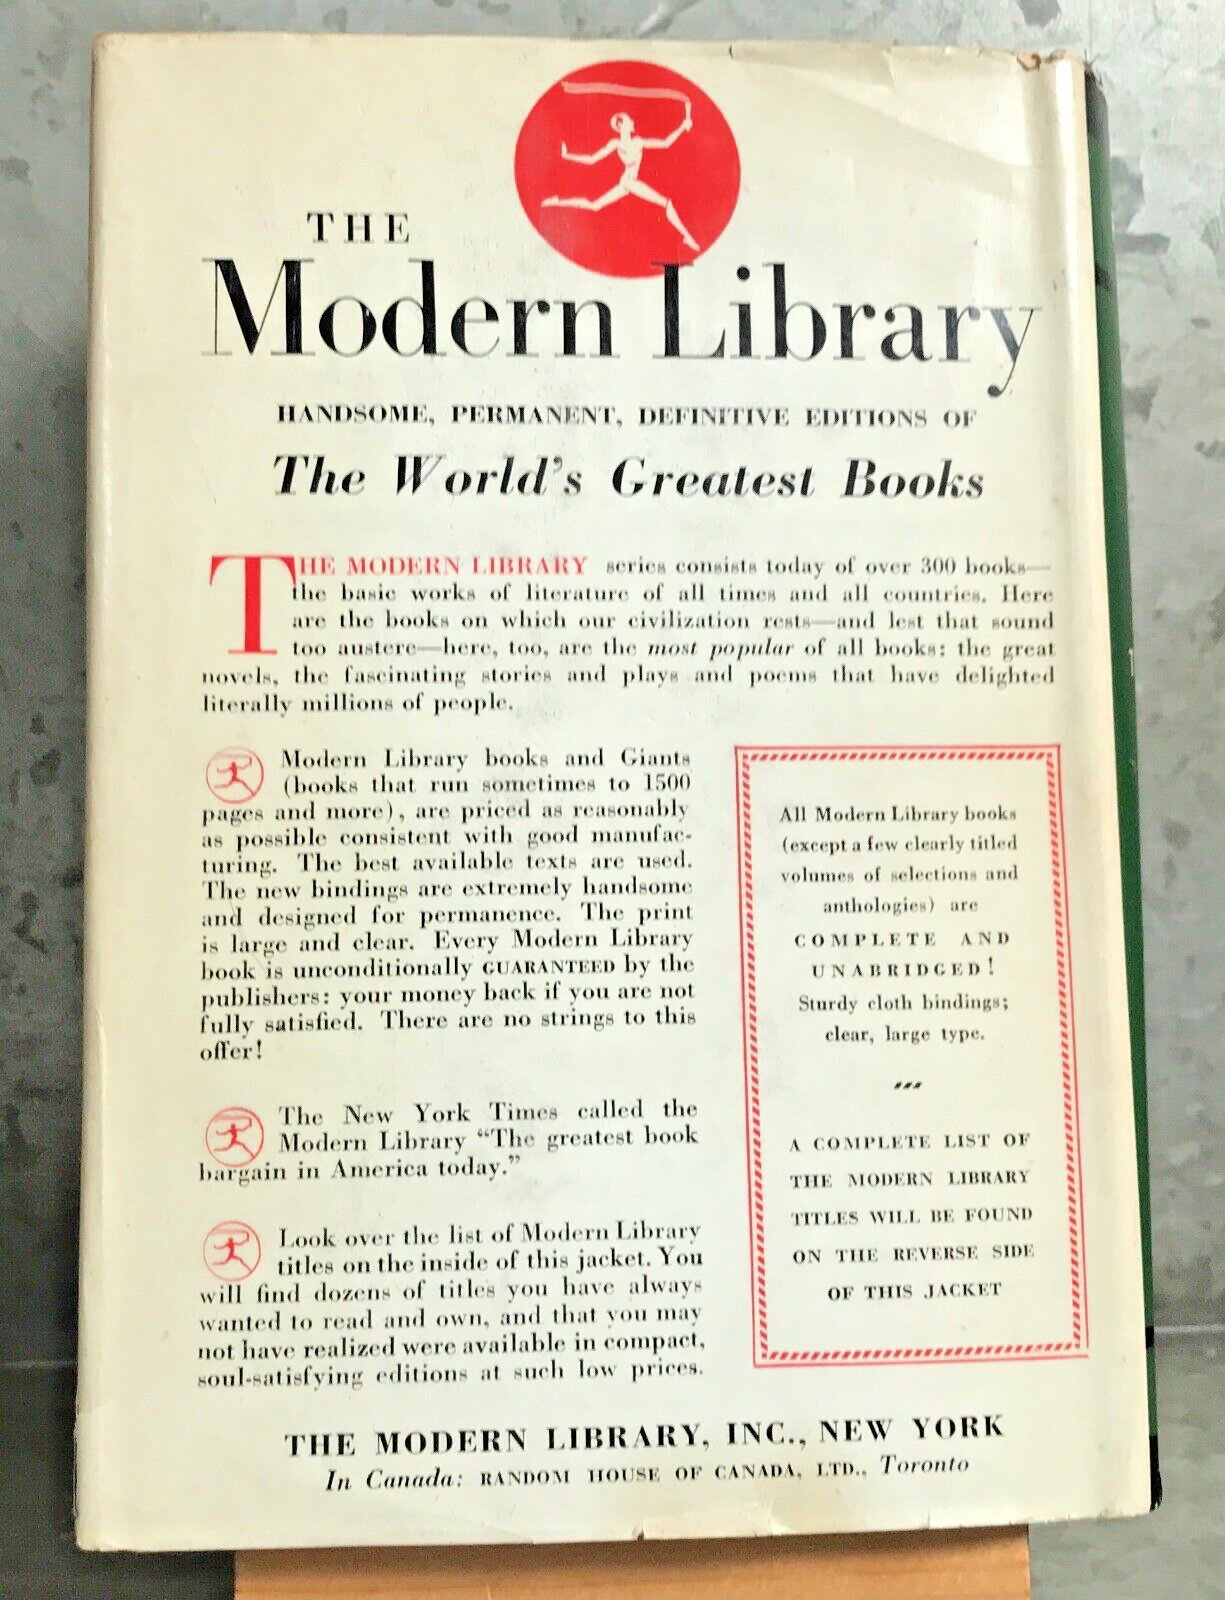 THE
Modern Library
HANDSOME, PERMANENT, DEFINITIVE EDITIONS OF
The World's Greatest Books
THE MODERN LIBRARY series consists today of over 300 books—
the basic works of literature of all times and all countries. Here
are the books on which our civilization rests—and lest that sound
too austere—here, too, are the most popular of all books: the great
novels, the fascinating stories and plays and poems that have delighted
literally millions of people.
Modern Library books and Giants
(books that run sometimes to 1500
pages and more), are priced as reasonably
as possible consistent with good manufac-
turing. The best available texts are used.
The new bindings are extremely handsome
and designed for permanence. The print
is large and clear. Every Modern Library
book is unconditionally GUARANTEED by the
publishers: your money back if you are not
fully satisfied. There are no strings to this
offer!
The New York Times called the
Modern Library "The greatest book
bargain in America today."
Look over the list of Modern Library
titles on the inside of this jacket. You
will find dozens of titles you have always
wanted to read and own, and that you may
not have realized were available in compact,
soul-satisfying editions at such low prices.
All Modern Library books
(except a few clearly titled
volumes of selections and
anthologies) are
COMPLETE AND
UNABRIDGED!
Sturdy cloth bindings;
clear, large type.
A COMPLETE LIST OF
THE MODERN LIBRARY
TITLES WILL BE FOUND
ON THE REVERSE SIDE
OF THIS JACKET
THE MODERN LIBRARY, INC., NEW YORK
In Canada: RANDOM HOUSE OF CANADA, LTD., Toronto